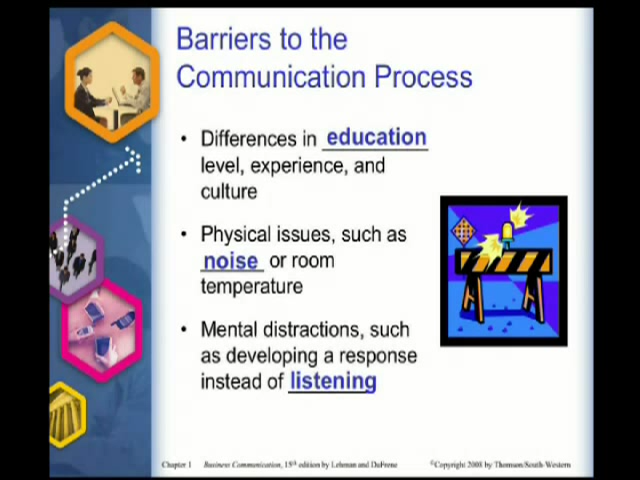 Barriers to the
Communication Process
• Differences in education
level, experience, and
culture
• Physical issues, such as
noise or room
temperature
• Mental distractions, such
as developing a response
instead of listening
Chapter 1 Business Communication, 15th edition by Lehman and DuFrene ©Copyright 2008 by Thomson/South-Western